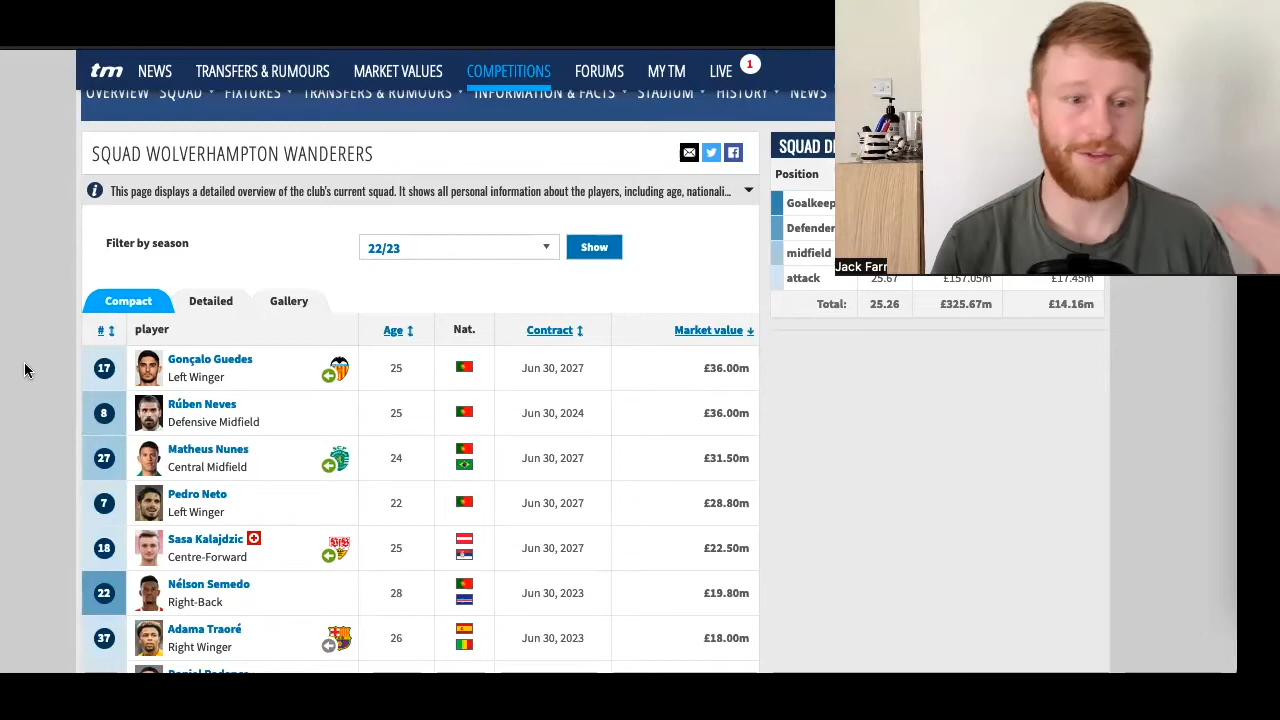 tm NEWS TRANSFERS & RUMOURS MARKET VALUES COMPETITIONS FORUMS MY TM LIVE 1
OVERVIEW SQUAD FIXTURES TRANSFERS & RUMOURS INFORMATION & FACTS STADIUM HISTORY NEWS
SQUAD WOLVERHAMPTON WANDERERS
This page displays a detailed overview of the club's current squad. It shows all personal information about the players, including age, nationali...
Filter by season
22/23
Show
Compact Detailed Gallery
# player Age Nat. Contract Market value
17 Gonçalo Guedes 25 Jun 30, 2027 £36.00m
Left Winger
8 Rúben Neves 25 Jun 30, 2024 £36.00m
Defensive Midfield
27 Matheus Nunes 24 Jun 30, 2027 £31.50m
Central Midfield
7 Pedro Neto 22 Jun 30, 2027 £28.80m
Left Winger
18 Sasa Kalajdzic 25 Jun 30, 2027 £22.50m
Centre-Forward
22 Nélson Semedo 28 Jun 30, 2023 £19.80m
Right-Back
37 Adama Traoré 26 Jun 30, 2023 £18.00m
Right Winger
SQUAD
Position
Goalkeep
Defender
midfield
attack 25.67 £157.05m £17.45m
Total: 25.26 £325.67m £14.16m
Jack Farr